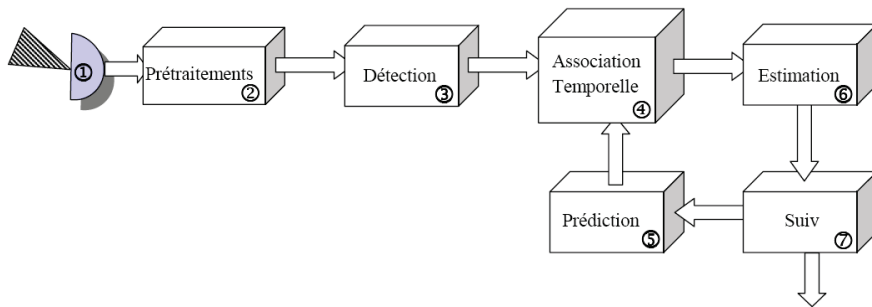 ①
Prétraitements
②
Détection
③
Association
Temporelle
④
Estimation
⑥
Prédiction
⑤
Suiv
⑦